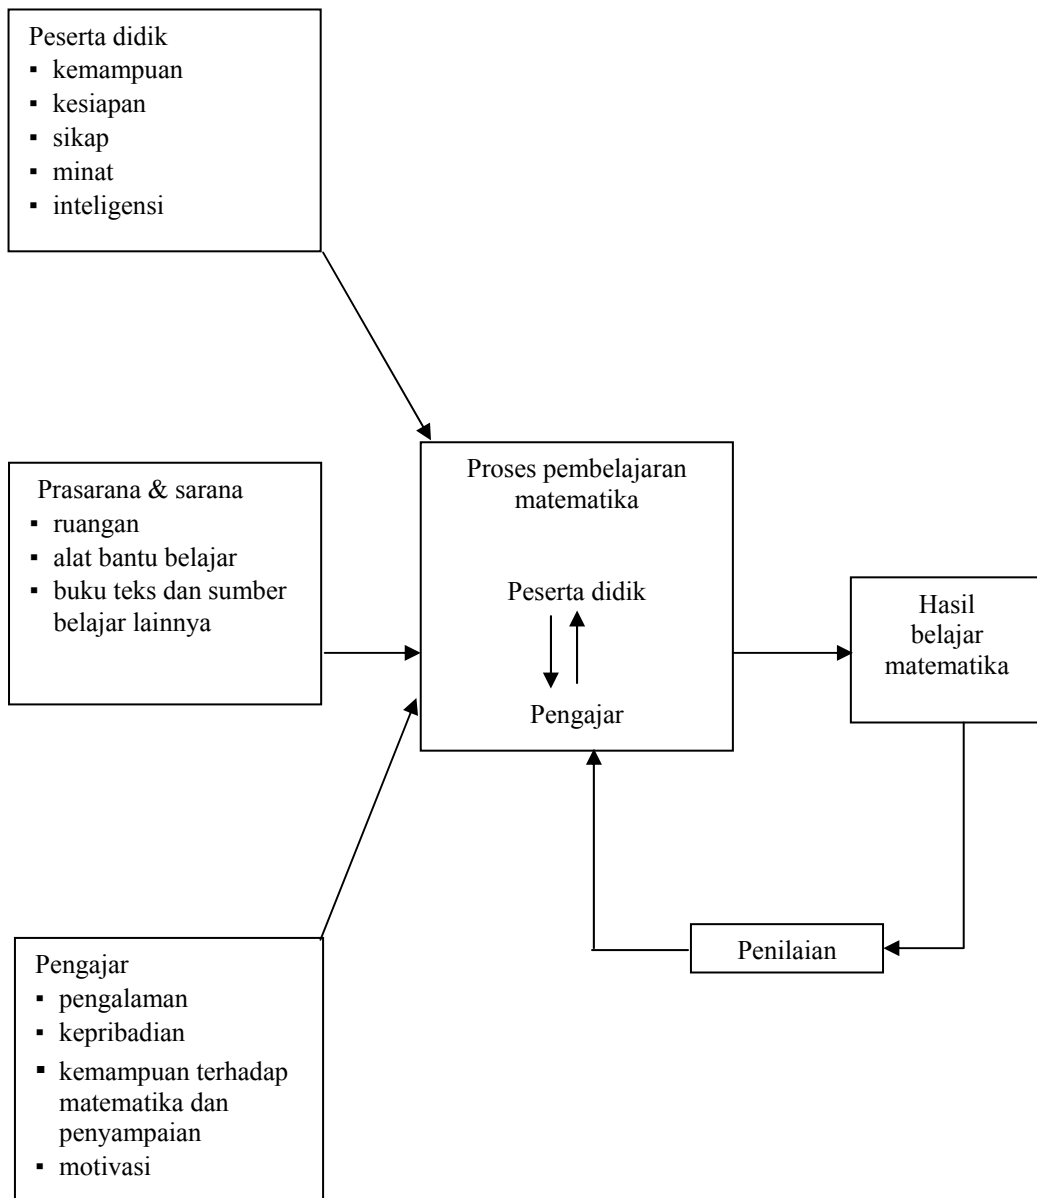 Peserta didik
▪ kemampuan
▪ kesiapan
▪ sikap
▪ minat
▪ inteligensi
Prasarana & sarana
▪ ruangan
▪ alat bantu belajar
▪ buku teks dan sumber
belajar lainnya
Pengajar
▪ pengalaman
▪ kepribadian
▪ kemampuan terhadap
matematika dan
penyampaian
▪ motivasi
Proses pembelajaran
matematika
Peserta didik
Pengajar
Hasil
belajar
matematika
Penilaian